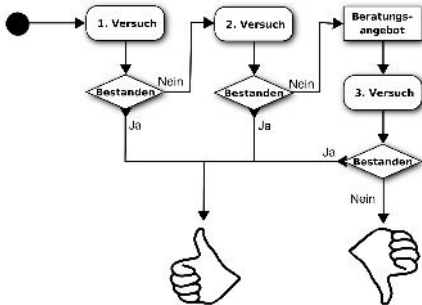 1. Versuch
2. Versuch
Beratungs-
angebot
Bestanden
Nein
Bestanden
Nein
3. Versuch
Ja
Ja
Ja
Bestanden
Nein